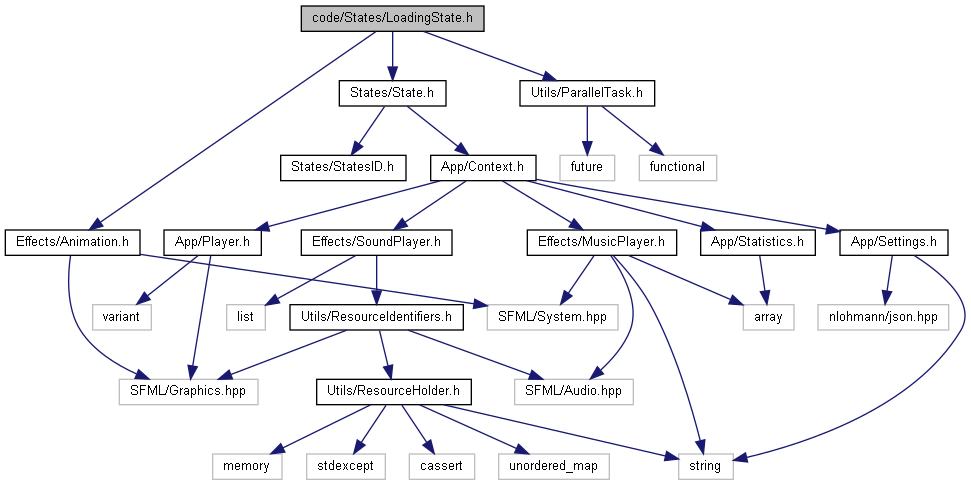 code/States/LoadingState.h
States/State.h
Utils/ParallelTask.h
States/StatesID.h
App/Context.h
future
functional
Effects/Animation.h
App/Player.h
Effects/SoundPlayer.h
Effects/MusicPlayer.h
App/Statistics.h
App/Settings.h
variant
list
Utils/ResourceIdentifiers.h
SFML/System.hpp
array
nlohmann/json.hpp
SFML/Graphics.hpp
Utils/ResourceHolder.h
SFML/Audio.hpp
memory
stdexcept
cassert
unordered_map
string